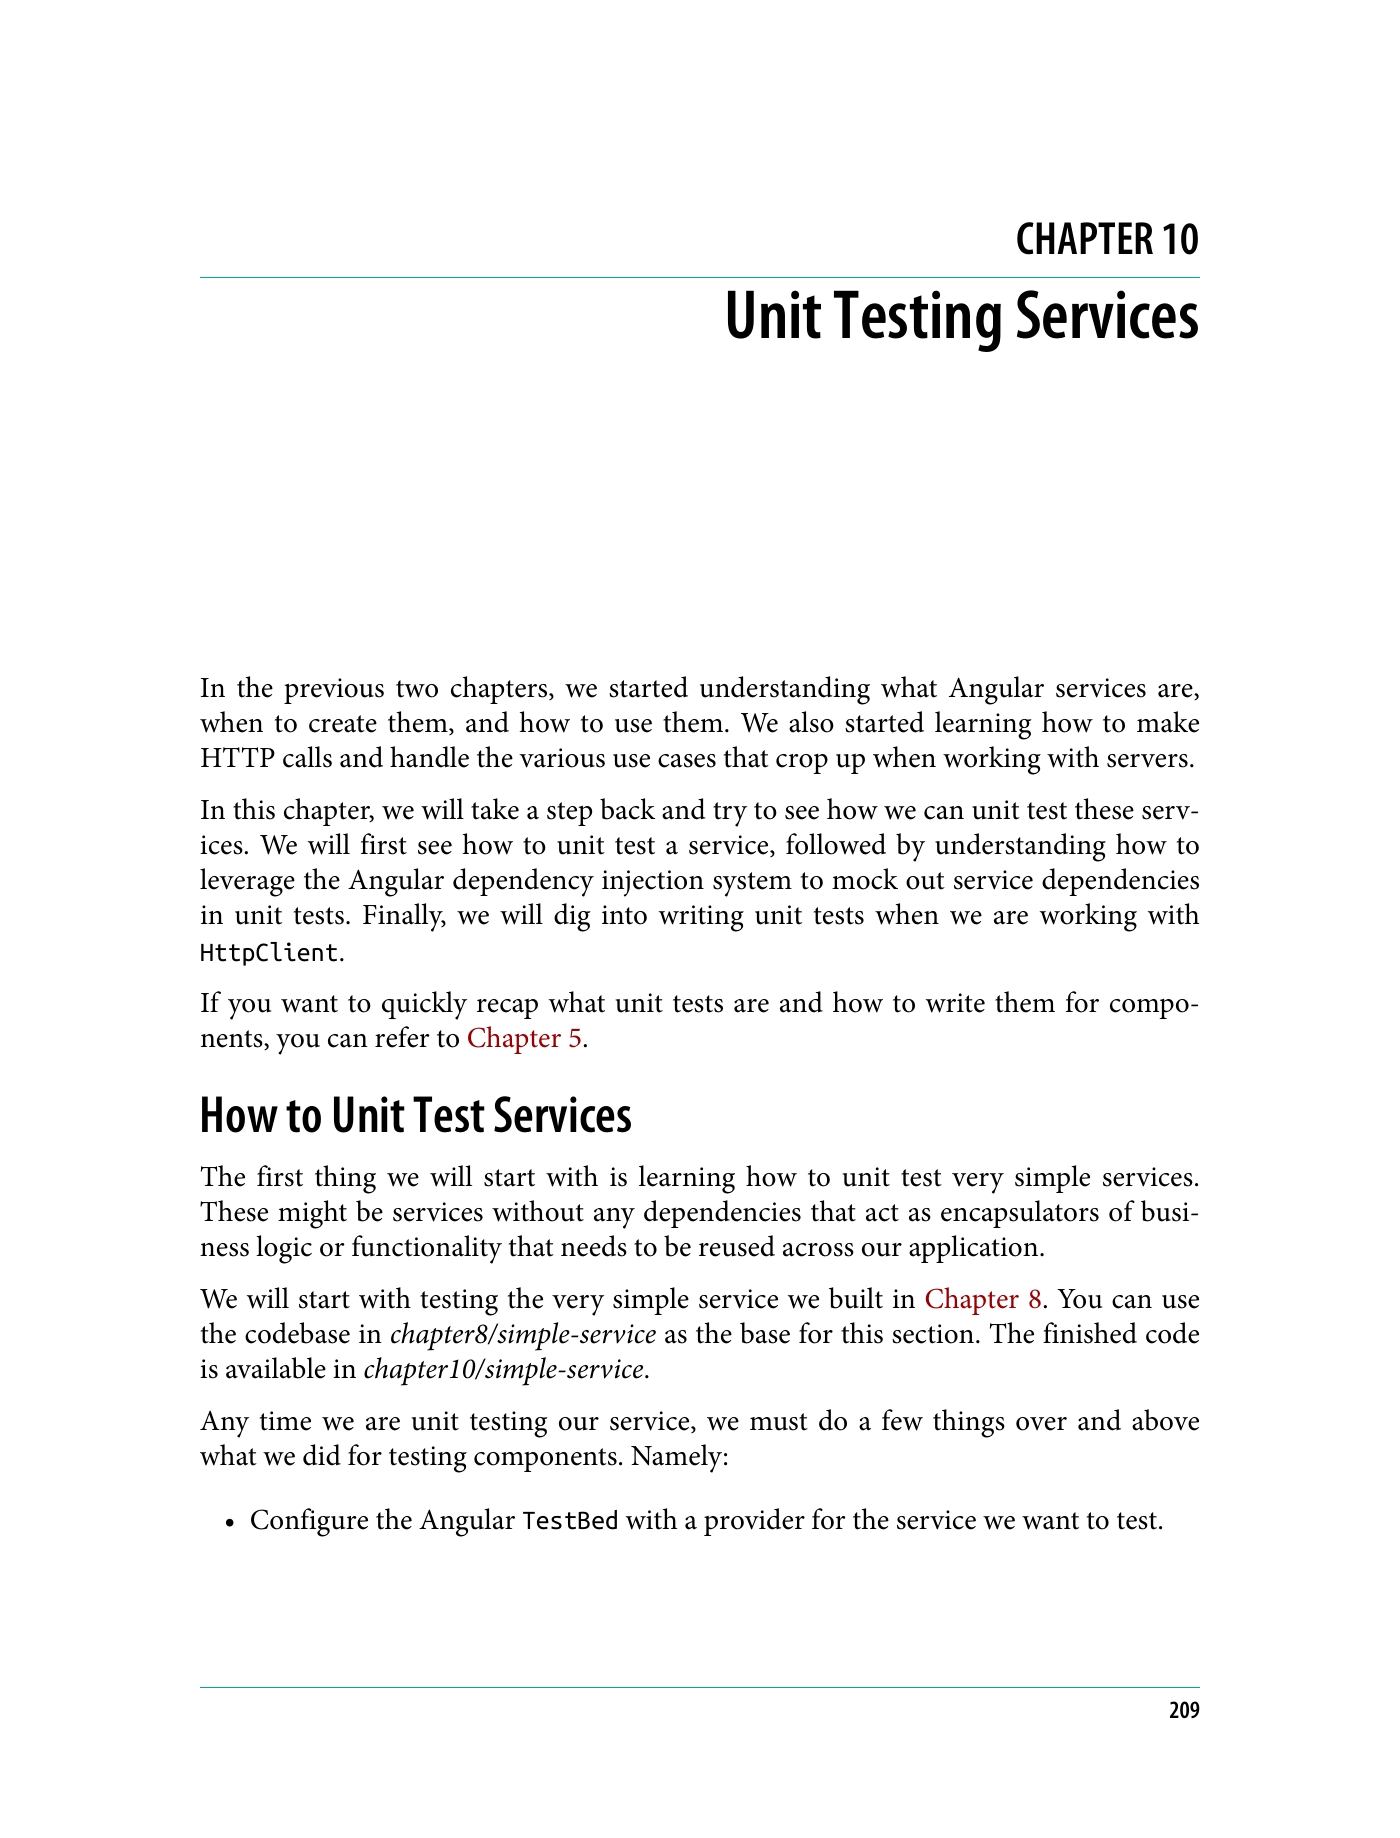 CHAPTER 10
Unit Testing Services
In the previous two chapters, we started understanding what Angular services are,
when to create them, and how to use them. We also started learning how to make
HTTP calls and handle the various use cases that crop up when working with servers.
In this chapter, we will take a step back and try to see how we can unit test these serv-
ices. We will first see how to unit test a service, followed by understanding how to
leverage the Angular dependency injection system to mock out service dependencies
in unit tests. Finally, we will dig into writing unit tests when we are working with
HttpClient.
If you want to quickly recap what unit tests are and how to write them for compo-
nents, you can refer to Chapter 5.
How to Unit Test Services
The first thing we will start with is learning how to unit test very simple services.
These might be services without any dependencies that act as encapsulators of busi-
ness logic or functionality that needs to be reused across our application.
We will start with testing the very simple service we built in Chapter 8. You can use
the codebase in chapter8/simple-service as the base for this section. The finished code
is available in chapter10/simple-service.
Any time we are unit testing our service, we must do a few things over and above
what we did for testing components. Namely:
• Configure the Angular TestBed with a provider for the service we want to test.
209